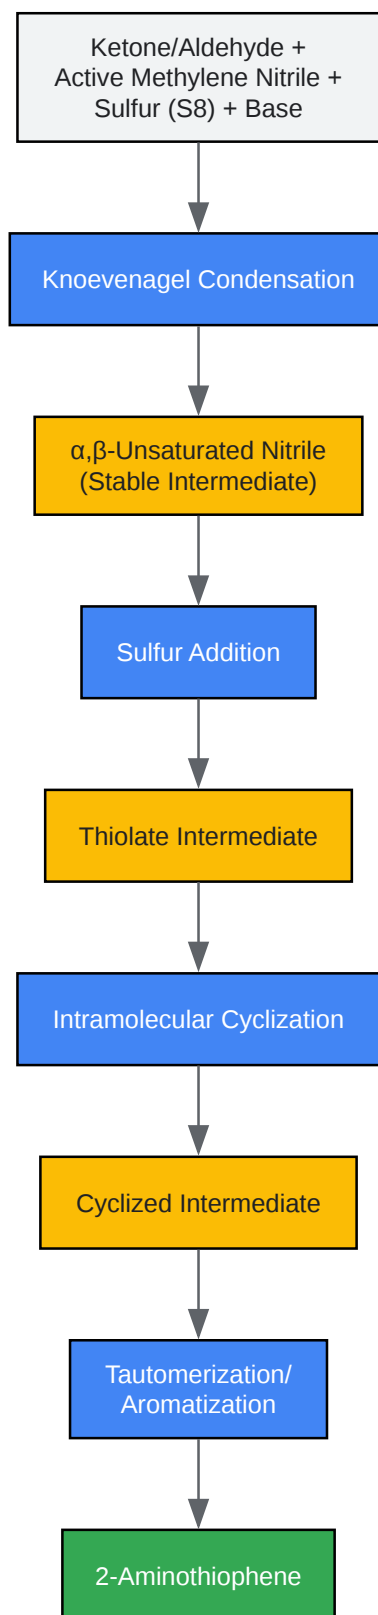 Ketone/Aldehyde +
Active Methylene Nitrile +
Sulfur (S8) + Base
Knoevenagel Condensation
α,β-Unsaturated Nitrile
(Stable Intermediate)
Sulfur Addition
Thiolate Intermediate
Intramolecular Cyclization
Cyclized Intermediate
Tautomerization/
Aromatization
2-Aminothiophene